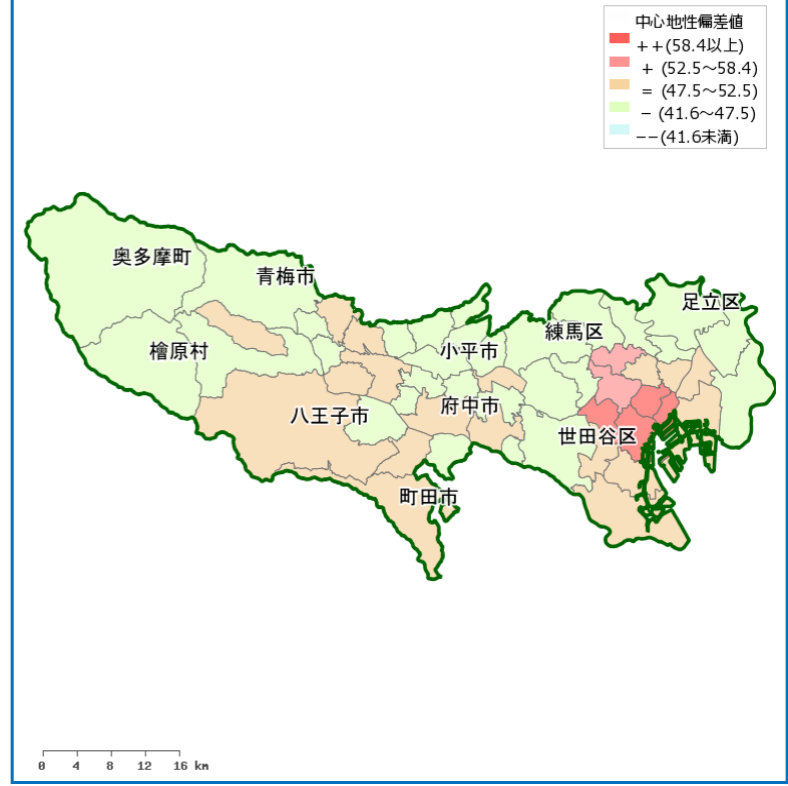 中心地性偏差値
++(58.4以上)
+ (52.5～58.4)
= (47.5～52.5)
− (41.6～47.5)
−−(41.6未満)
奥多摩町
青梅市
足立区
練馬区
檜原村
小平市
八王子市
府中市
世田谷区
町田市
0 4 8 12 16 km